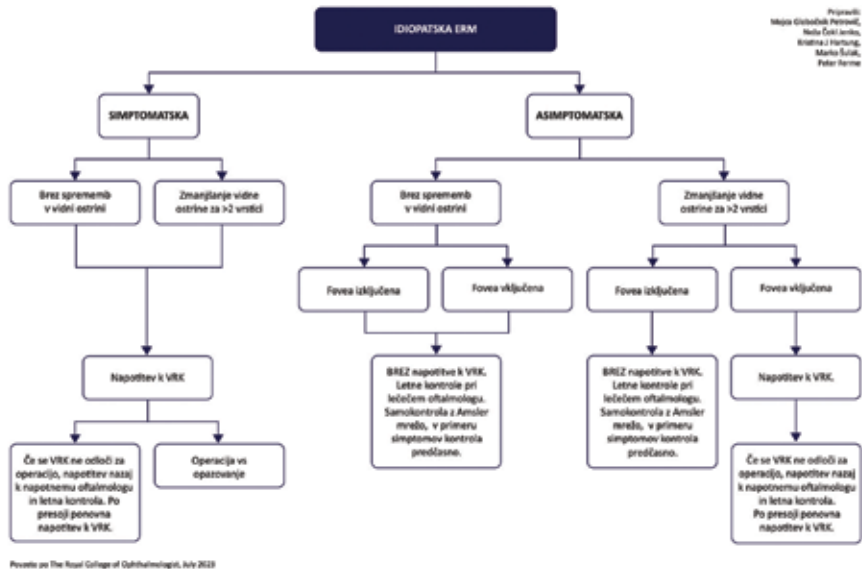 Pripravili:
Mojca Globočnik Petrovič,
Neža Čokl Jenko,
Kristina J Hartung,
Marko Šulak,
Peter Ferme
IDIOPATSKA ERM
SIMPTOMATSKA
ASIMPTOMATSKA
Brez sprememb
v vidni ostrini
Zmanjšanje vidne
ostrine za >2 vrstici
Brez sprememb
v vidni ostrini
Zmanjšanje vidne
ostrine za >2 vrstici
Fovea izključena
Fovea vključena
Fovea izključena
Fovea vključena
Napotitev k VRK
BREZ napotitve k VRK.
Letne kontrole pri
lečečem oftalmologu.
Samokontrola z Amsler
mrežo, v primeru
simptomov kontrola
predčasno.
BREZ napotitve k VRK.
Letne kontrole pri
lečečem oftalmologu.
Samokontrola z Amsler
mrežo, v primeru
simptomov kontrola
predčasno.
Napotitev k VRK.
Če se VRK ne odloči za
operacijo, napotitev nazaj
k napotnemu oftalmologu
in letna kontrola. Po
presoji ponovna
napotitev k VRK.
Operacija vs
opazovanje
Če se VRK ne odloči za
operacijo, napotitev nazaj
k napotnemu oftalmologu
in letna kontrola.
Po presoji ponovna
napotitev k VRK.
Povzeto po The Royal College of Ophthalmologist, July 2023